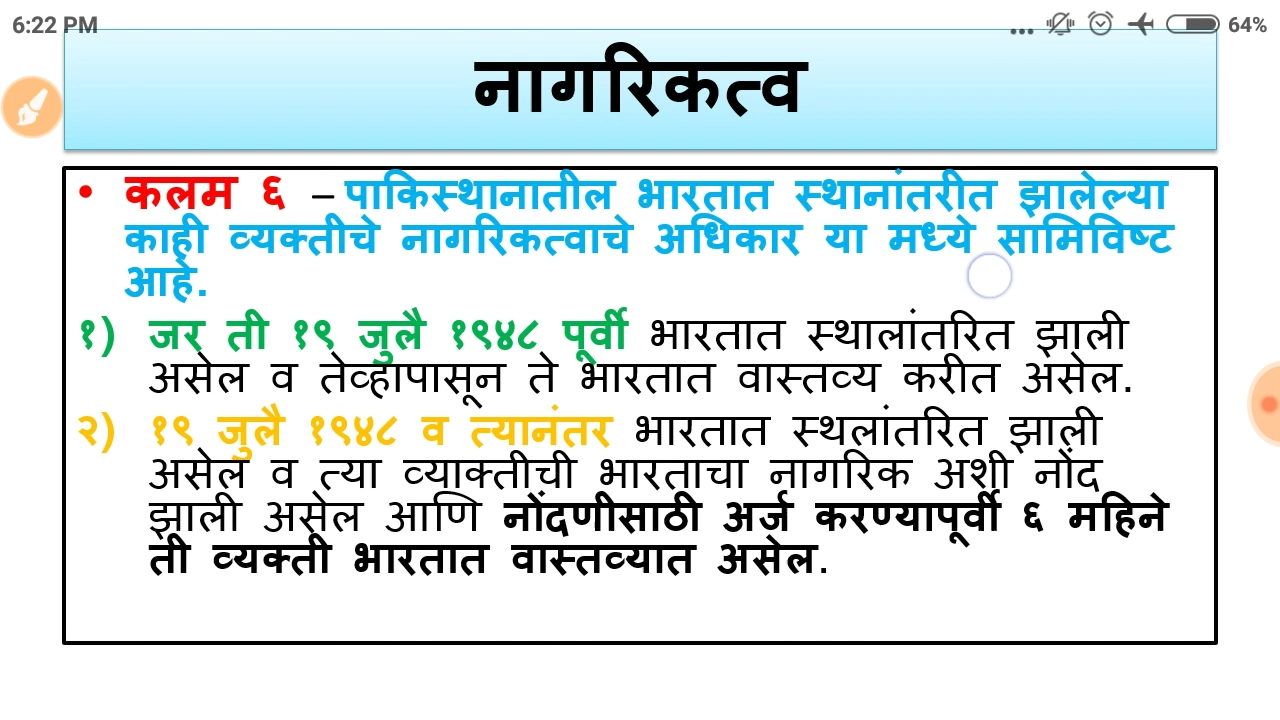 6:22 PM
... 64%
नागरिकत्व
• कलम ६ – पाकिस्थानातील भारतात स्थानांतरीत झालेल्या
काही व्यक्तीचे नागरिकत्वाचे अधिकार या मध्ये सामिविष्ट
आहे.
१) जर ती १९ जुलै १९४८ पूर्वी भारतात स्थालांतरित झाली
असेल व तेव्हापासून ते भारतात वास्तव्य करीत असेल.
२) १९ जुलै १९४८ व त्यानंतर भारतात स्थलांतरित झाली
असेल व त्या व्याक्तीची भारताचा नागरिक अशी नोंद
झाली असेल आणि नोंदणीसाठी अर्ज करण्यापूर्वी ६ महिने
ती व्यक्ती भारतात वास्तव्यात असेल.